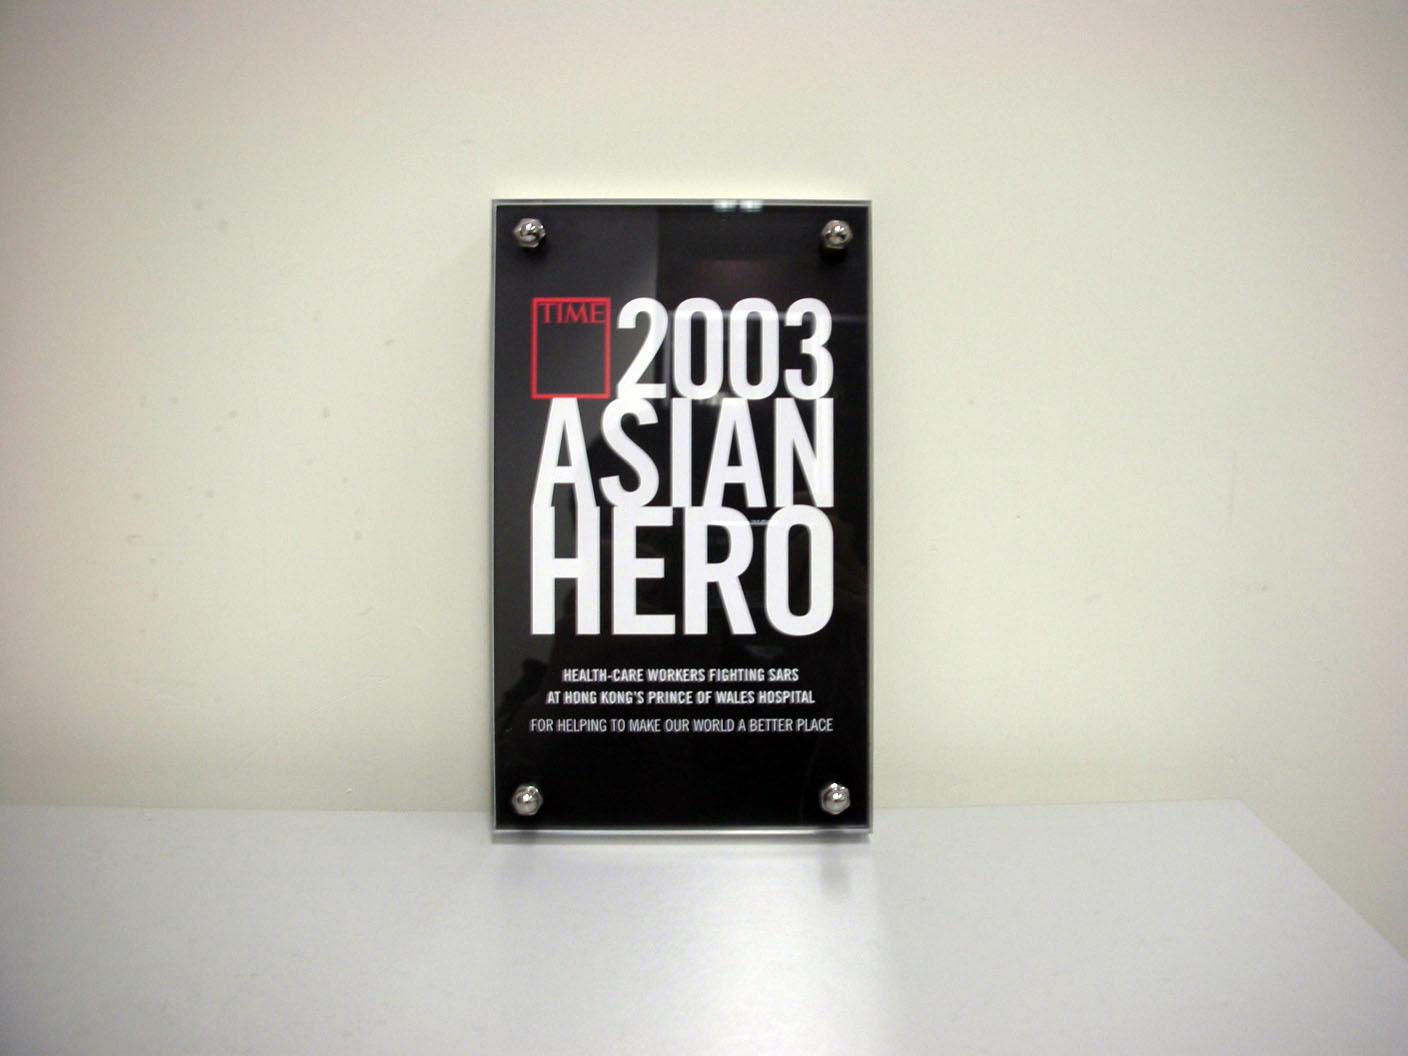 TIME 2003
ASIAN
HERO
HEALTH-CARE WORKERS FIGHTING SARS
AT HONG KONG'S PRINCE OF WALES HOSPITAL
FOR HELPING TO MAKE OUR WORLD A BETTER PLACE